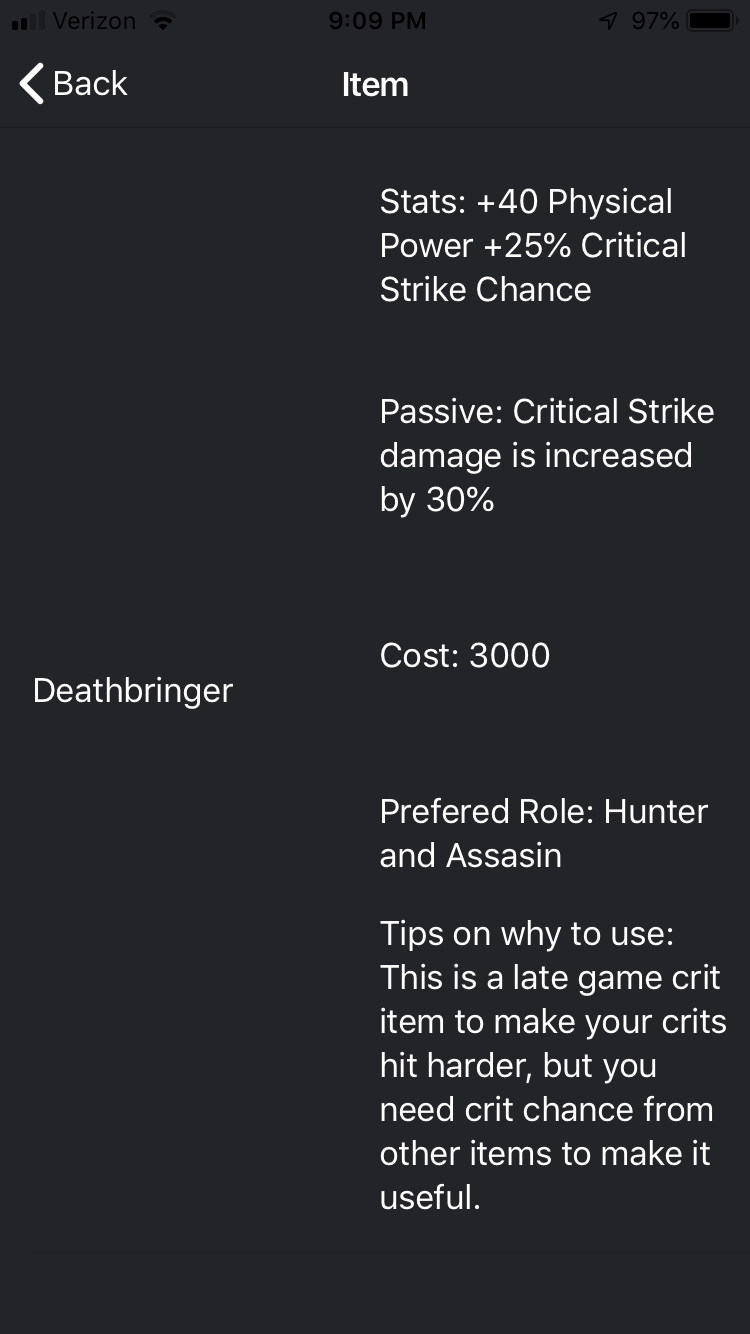 Verizon 9:09 PM 97%
Back Item
Stats: +40 Physical
Power +25% Critical
Strike Chance
Passive: Critical Strike
damage is increased
by 30%
Cost: 3000
Deathbringer
Prefered Role: Hunter
and Assasin
Tips on why to use:
This is a late game crit
item to make your crits
hit harder, but you
need crit chance from
other items to make it
useful.